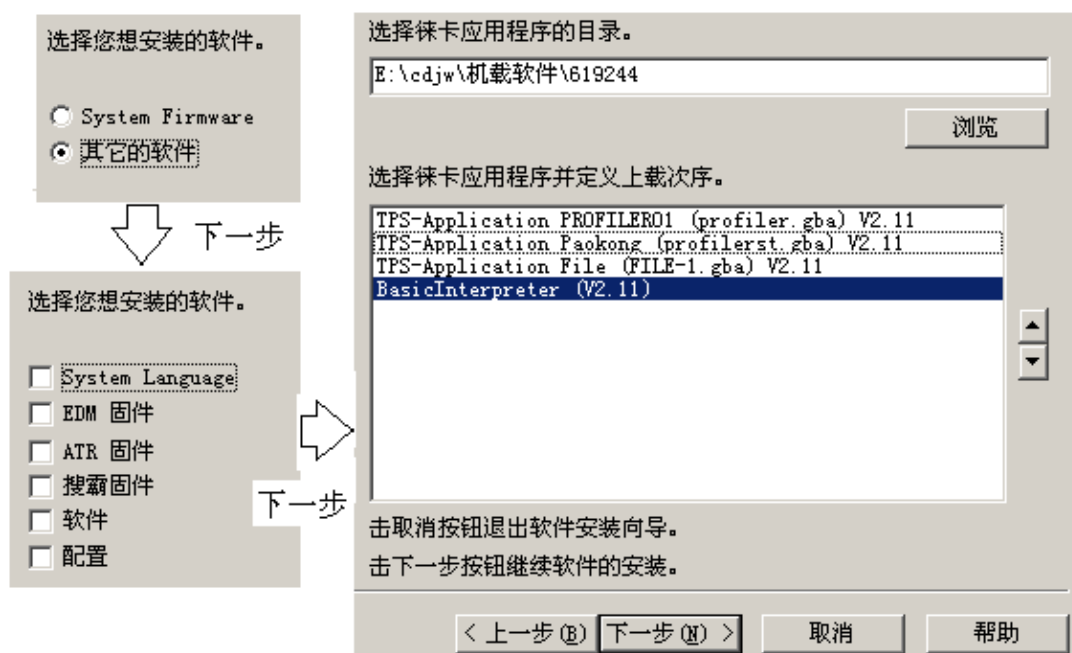 选择您想安装的软件。
System Firmware
其它的软件
下一步
选择您想安装的软件。
System Language
EDM 固件
ATR 固件
搜霸固件
软件
配置
下一步
选择徕卡应用程序的目录。
E:\cdjw\机载软件\619244
浏览
选择徕卡应用程序并定义上载次序。
TPS-Application PROFILER01 (profiler.gba) V2.11
TPS-Application Paokong (profilerst.gba) V2.11
TPS-Application File (FILE-1.gba) V2.11
BasicInterpreter (V2.11)
击取消按钮退出软件安装向导。
击下一步按钮继续软件的安装。
< 上一步(B) 下一步(N) > 取消 帮助